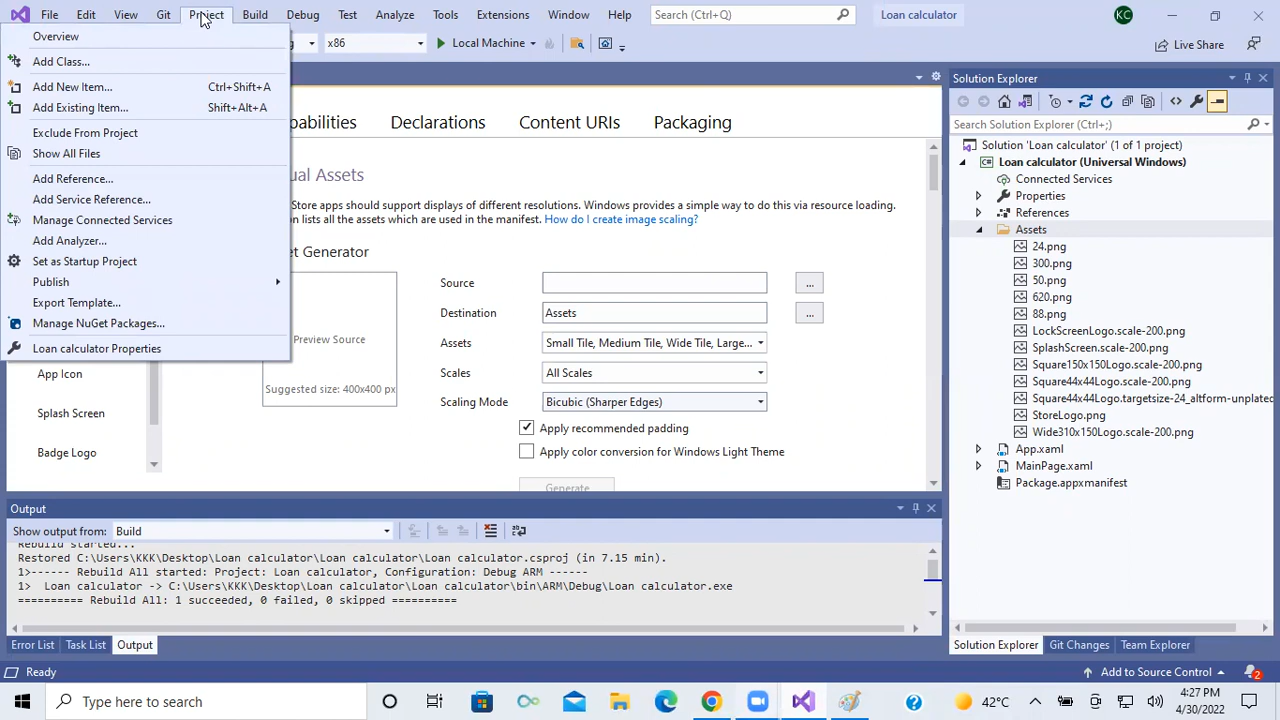 File Edit View Git Project Build Debug Test Analyze Tools Extensions Window Help Search (Ctrl+Q) Loan calculator KC
x86 Local Machine Live Share
Overview
Add Class...
Add New Item... Ctrl+Shift+A
Add Existing Item... Shift+Alt+A
Exclude From Project
Show All Files
Add Reference...
Add Service Reference...
Manage Connected Services
Add Analyzer...
Set as Startup Project
Publish
Export Template...
Manage NuGet Packages...
Loan calculator Properties
App Icon
Splash Screen
Badge Logo
Declarations Content URIs Packaging
Store apps should support displays of different resolutions. Windows provides a simple way to do this via resource loading.
lists all the assets which are used in the manifest. How do I create image scaling?
Preview Source
Suggested size: 400x400 px
Source ...
Destination Assets ...
Assets Small Tile, Medium Tile, Wide Tile, Large...
Scales All Scales
Scaling Mode Bicubic (Sharper Edges)
Apply recommended padding
Apply color conversion for Windows Light Theme
Generate
Solution Explorer
Search Solution Explorer (Ctrl+;)
Solution 'Loan calculator' (1 of 1 project)
Loan calculator (Universal Windows)
Connected Services
Properties
References
Assets
24.png
300.png
50.png
620.png
88.png
LockScreenLogo.scale-200.png
SplashScreen.scale-200.png
Square150x150Logo.scale-200.png
Square44x44Logo.scale-200.png
Square44x44Logo.targetsize-24_altform-unplated
StoreLogo.png
Wide310x150Logo.scale-200.png
App.xaml
MainPage.xaml
Package.appxmanifest
Output
Show output from: Build
Rebuild started...
Restored C:\Users\KKK\Desktop\Loan calculator\Loan calculator\Loan calculator.csproj (in 7.15 min).
1>------ Rebuild All started: Project: Loan calculator, Configuration: Debug ARM ------
1> Loan calculator -> C:\Users\KKK\Desktop\Loan calculator\Loan calculator\bin\ARM\Debug\Loan calculator.exe
========== Rebuild All: 1 succeeded, 0 failed, 0 skipped ==========
Error List Task List Output
Solution Explorer Git Changes Team Explorer
Ready Add to Source Control 2
Type here to search 42°C 4:27 PM
4/30/2022